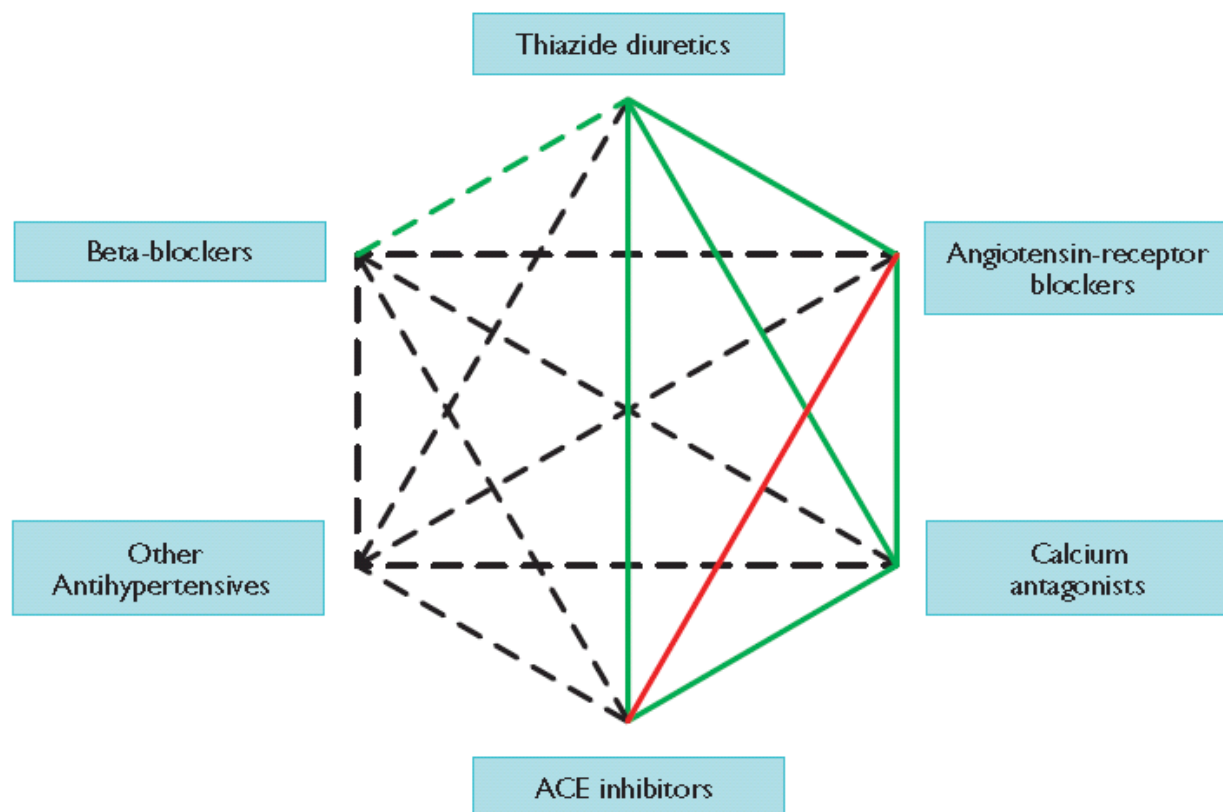 Thiazide diuretics
Beta-blockers
Angiotensin-receptor
blockers
Other
Antihypertensives
Calcium
antagonists
ACE inhibitors